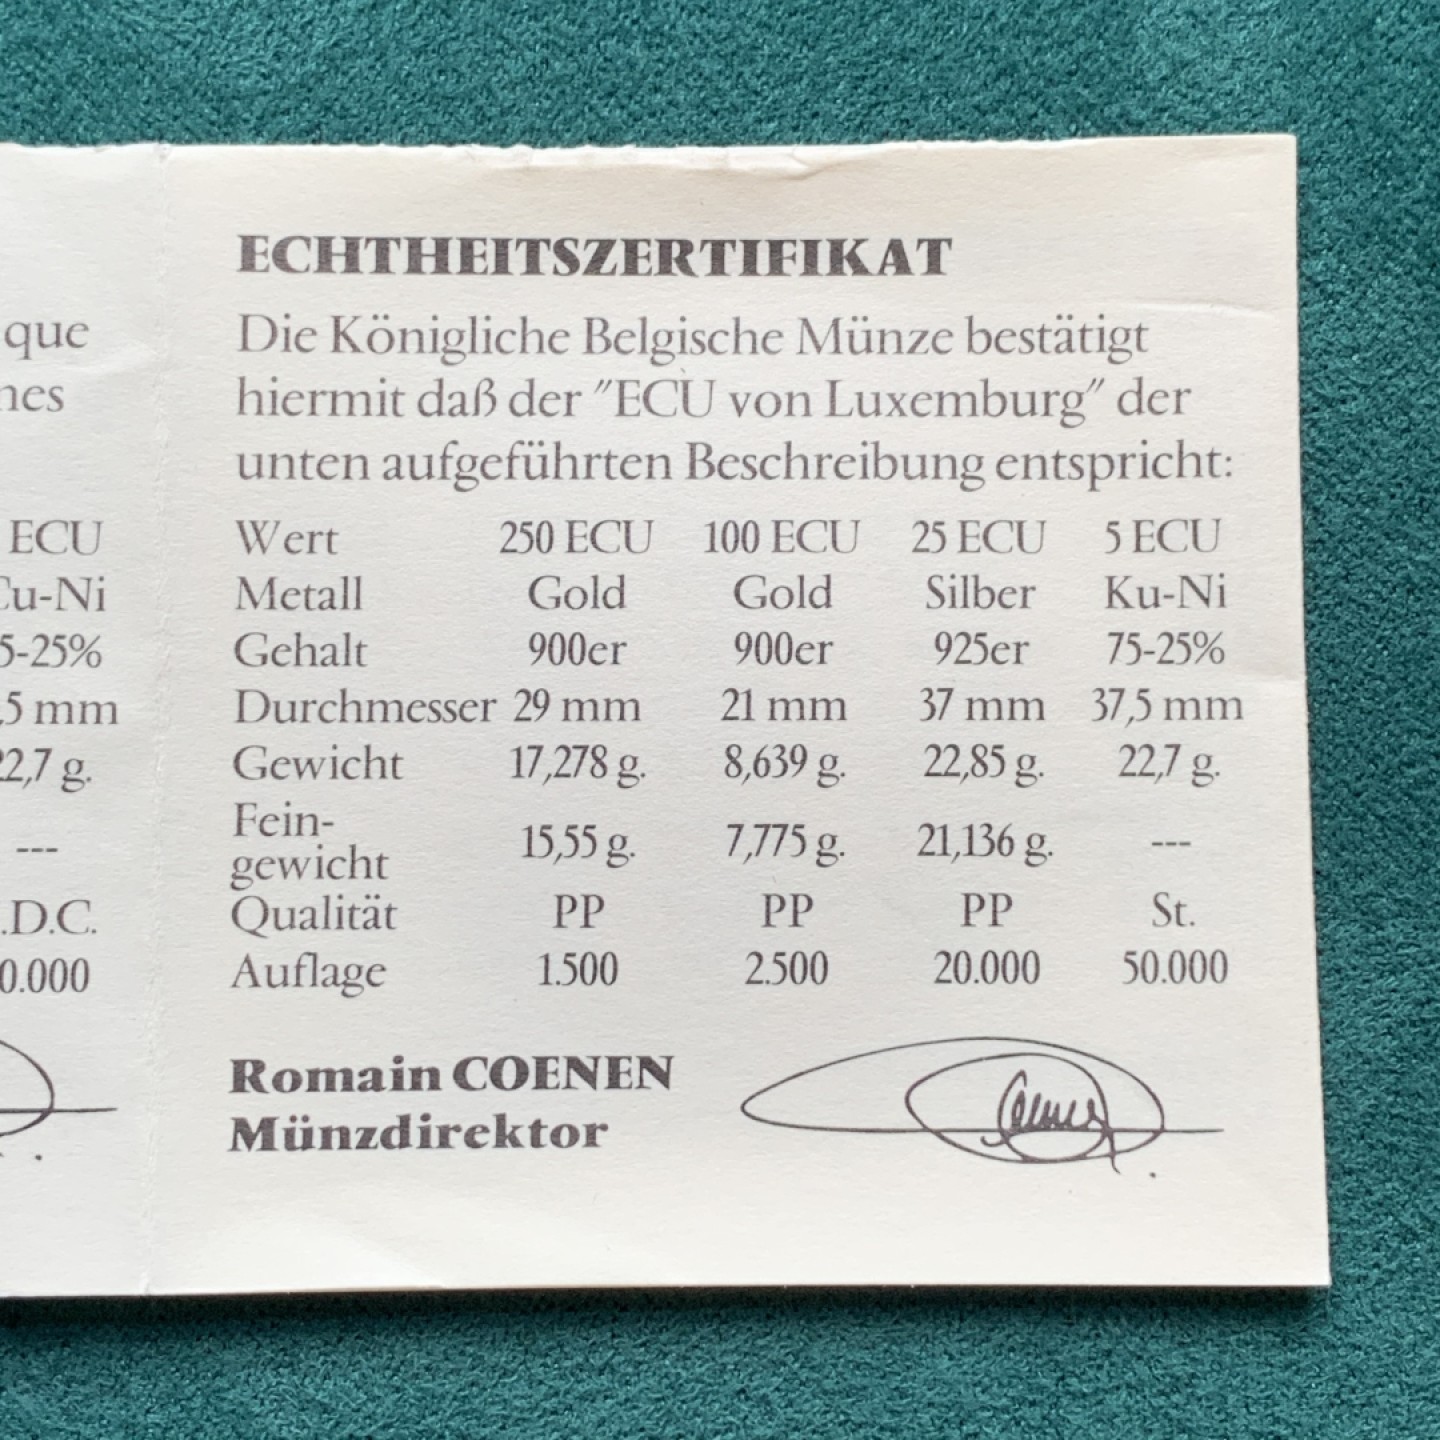 que
nes
ECU
Cu-Ni
5-25%
,5 mm
22,7 g.
---
.D.C.
0.000
ECHTHEITSZERTIFIKAT
Die Königliche Belgische Münze bestätigt
hiermit daß der "ECU von Luxemburg" der
unten aufgeführten Beschreibung entspricht:
Wert 250 ECU 100 ECU 25 ECU 5 ECU
Metall Gold Gold Silber Ku-Ni
Gehalt 900er 900er 925er 75-25%
Durchmesser 29 mm 21 mm 37 mm 37,5 mm
Gewicht 17,278 g. 8,639 g. 22,85 g. 22,7 g.
Fein-
gewicht 15,55 g. 7,775 g. 21,136 g. ---
Qualität PP PP PP St.
Auflage 1.500 2.500 20.000 50.000
Romain COENEN
Münzdirektor